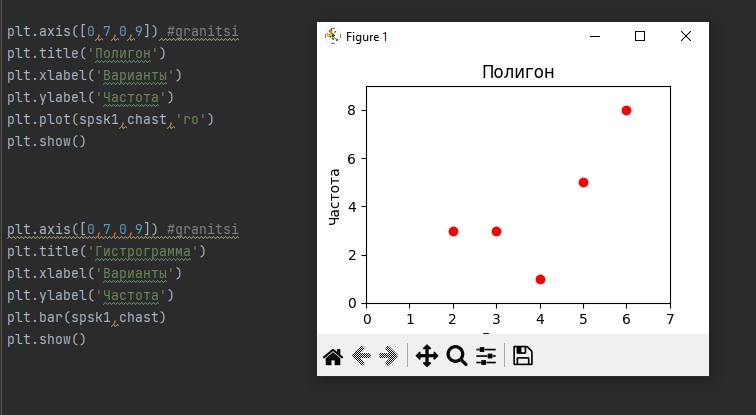 plt.axis([0,7,0,9]) #granitsi
plt.title('Полигон')
plt.xlabel('Варианты')
plt.ylabel('Частота')
plt.plot(spsk1,chast,'ro')
plt.show()
plt.axis([0,7,0,9]) #granitsi
plt.title('Гистрограмма')
plt.xlabel('Варианты')
plt.ylabel('Частота')
plt.bar(spsk1,chast)
plt.show()
Figure 1
Полигон
Частота
8
6
4
2
0
0 1 2 3 4 5 6 7